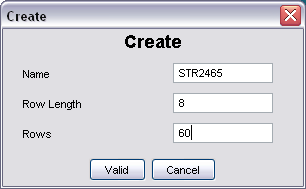 Create
Create
Name STR2465
Row Length 8
Rows 60
Valid Cancel